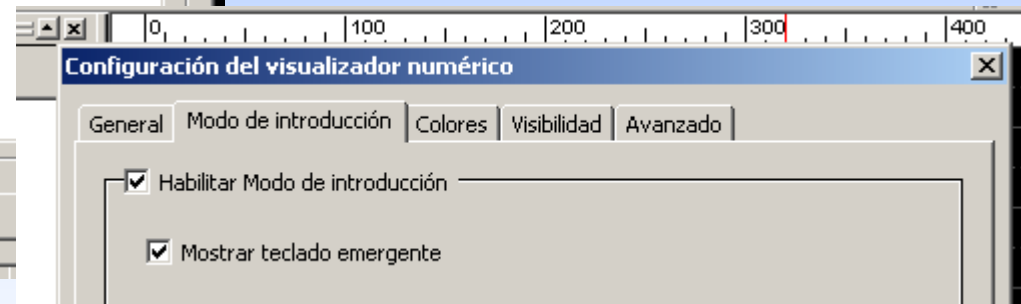 0 100 200 300 400
Configuración del visualizador numérico
General Modo de introducción Colores Visibilidad Avanzado
Habilitar Modo de introducción
Mostrar teclado emergente